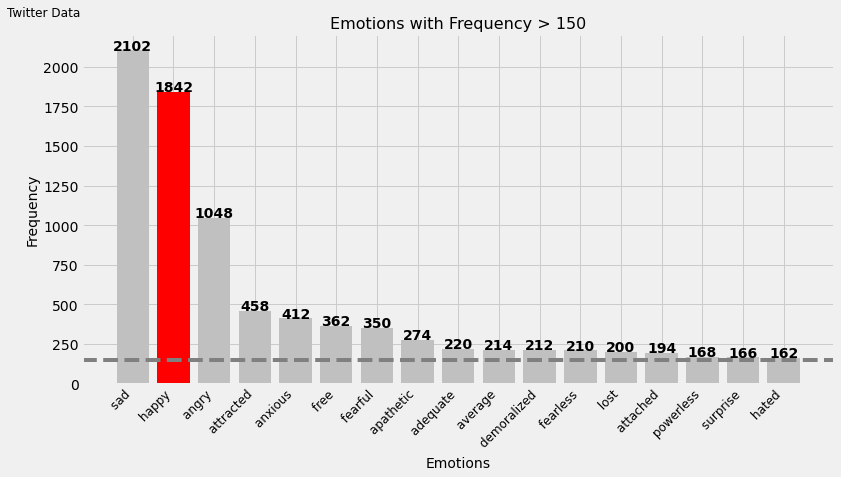 Twitter Data
Emotions with Frequency > 150
Frequency
2000
1750
1500
1250
1000
750
500
250
0
2102
1842
1048
458
412
362
350
274
220
214
212
210
200
194
168
166
162
sad
happy
angry
attracted
anxious
free
fearful
apathetic
adequate
average
demoralized
fearless
lost
attached
powerless
surprise
hated
Emotions